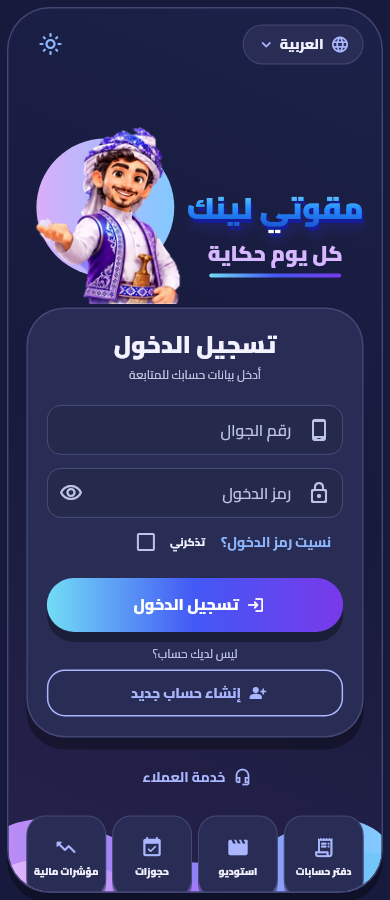 العربية
مقوتي لينك
كل يوم حكاية
تسجيل الدخول
أدخل بيانات حسابك للمتابعة
رقم الجوال
رمز الدخول
نسيت رمز الدخول؟ تذكرني
تسجيل الدخول
ليس لديك حساب؟
إنشاء حساب جديد
خدمة العملاء
دفتر حسابات استوديو حجوزات مؤشرات مالية